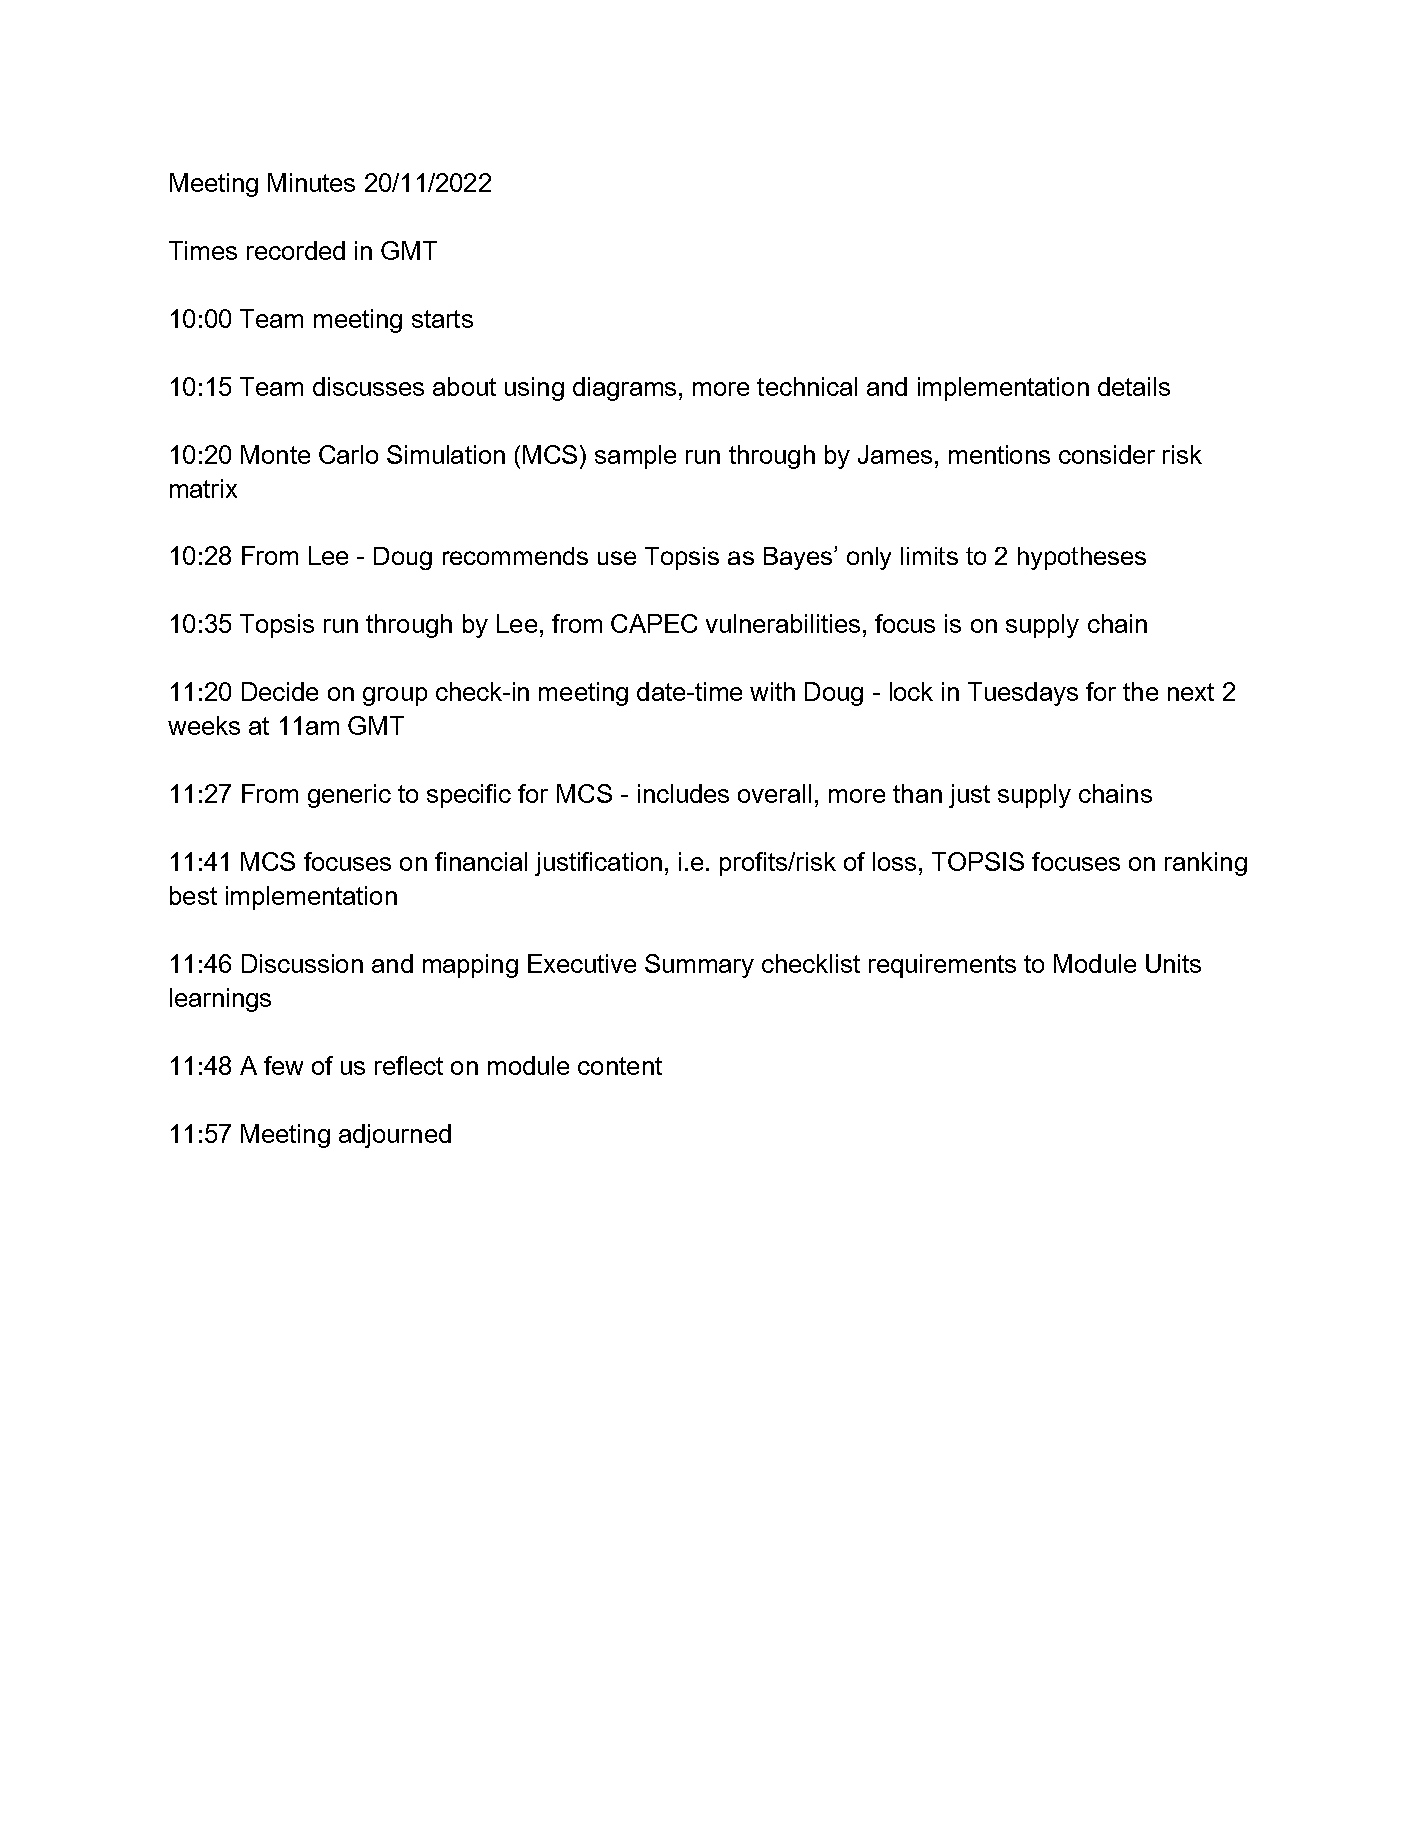 Meeting Minutes 20/11/2022
Times recorded in GMT
10:00 Team meeting starts
10:15 Team discusses about using diagrams, more technical and implementation details
10:20 Monte Carlo Simulation (MCS) sample run through by James, mentions consider risk
matrix
10:28 From Lee - Doug recommends use Topsis as Bayes’ only limits to 2 hypotheses
10:35 Topsis run through by Lee, from CAPEC vulnerabilities, focus is on supply chain
11:20 Decide on group check-in meeting date-time with Doug - lock in Tuesdays for the next 2
weeks at 11am GMT
11:27 From generic to specific for MCS - includes overall, more than just supply chains
11:41 MCS focuses on financial justification, i.e. profits/risk of loss, TOPSIS focuses on ranking
best implementation
11:46 Discussion and mapping Executive Summary checklist requirements to Module Units
learnings
11:48 A few of us reflect on module content
11:57 Meeting adjourned